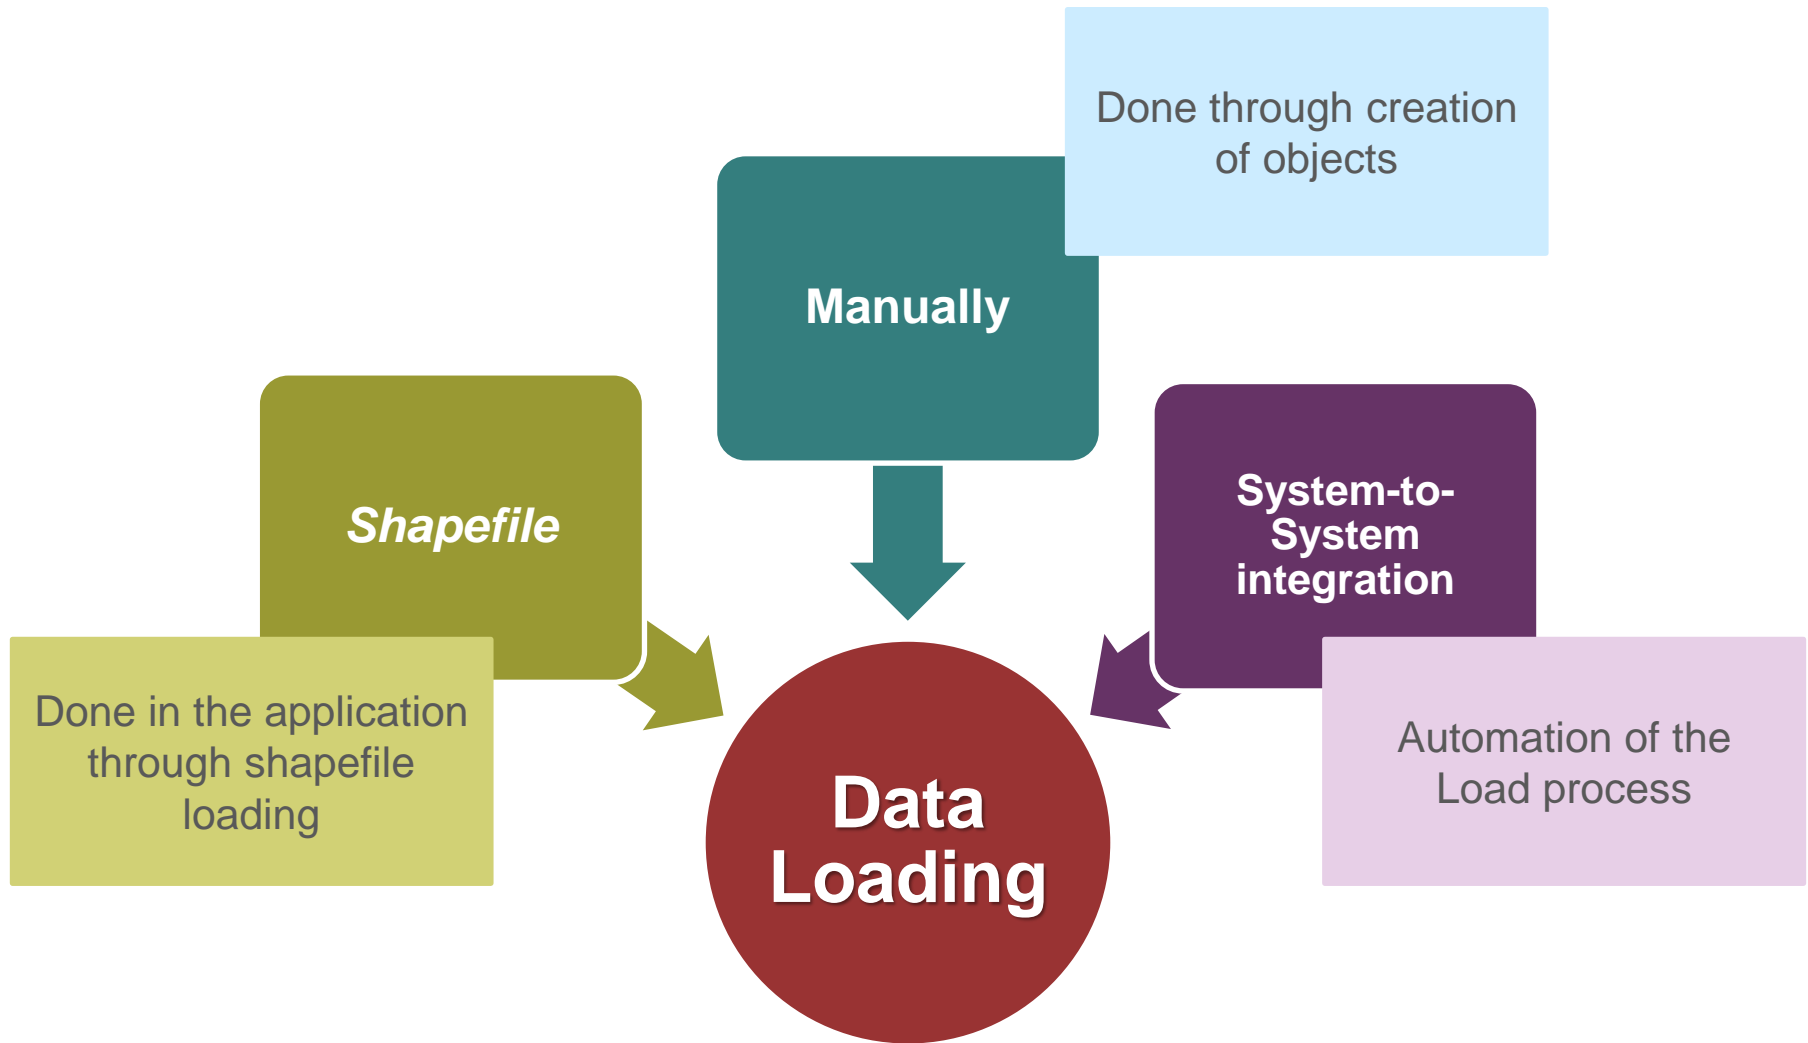 Done through creation
of objects
Manually
Shapefile
System-to-
System
integration
Done in the application
through shapefile
loading
Automation of the
Load process
Data
Loading